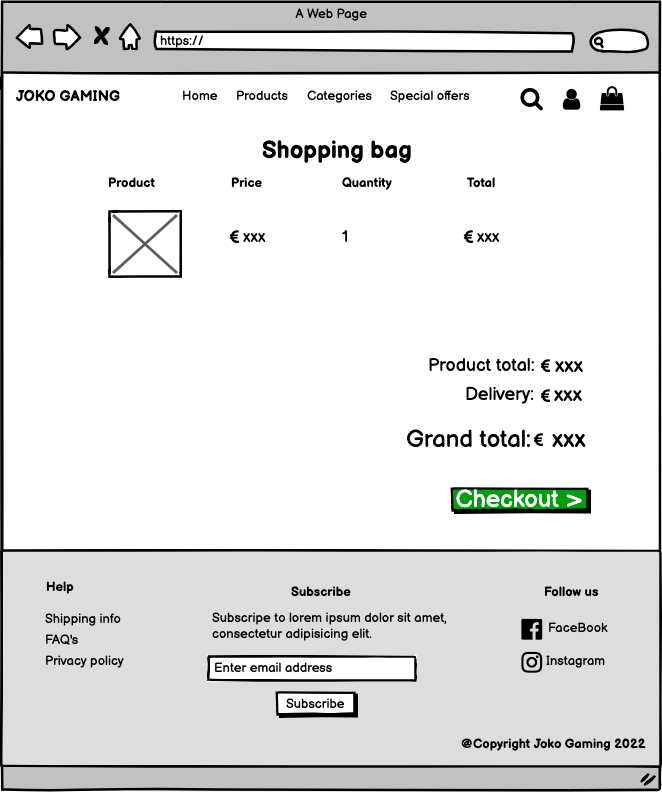 A Web Page
https://
JOKO GAMING Home Products Categories Special offers
Shopping bag
Product Price Quantity Total
€ xxx 1 € xxx
Product total: € xxx
Delivery: € xxx
Grand total: € xxx
Checkout >
Help
Shipping info
FAQ's
Privacy policy
Subscribe
Subscripe to lorem ipsum dolor sit amet,
consectetur adipisicing elit.
Enter email address
Subscribe
Follow us
FaceBook
Instagram
@Copyright Joko Gaming 2022